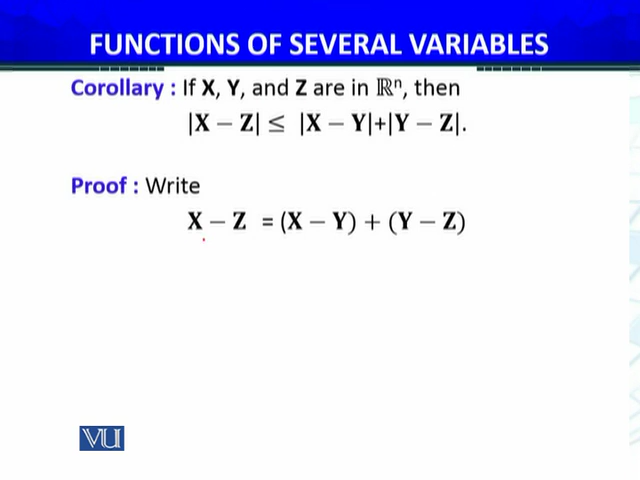 FUNCTIONS OF SEVERAL VARIABLES
Corollary : If X, Y, and Z are in ℝⁿ, then
|X − Z| ≤ |X − Y|+|Y − Z|.
Proof : Write
X − Z = (X − Y) + (Y − Z)
VU